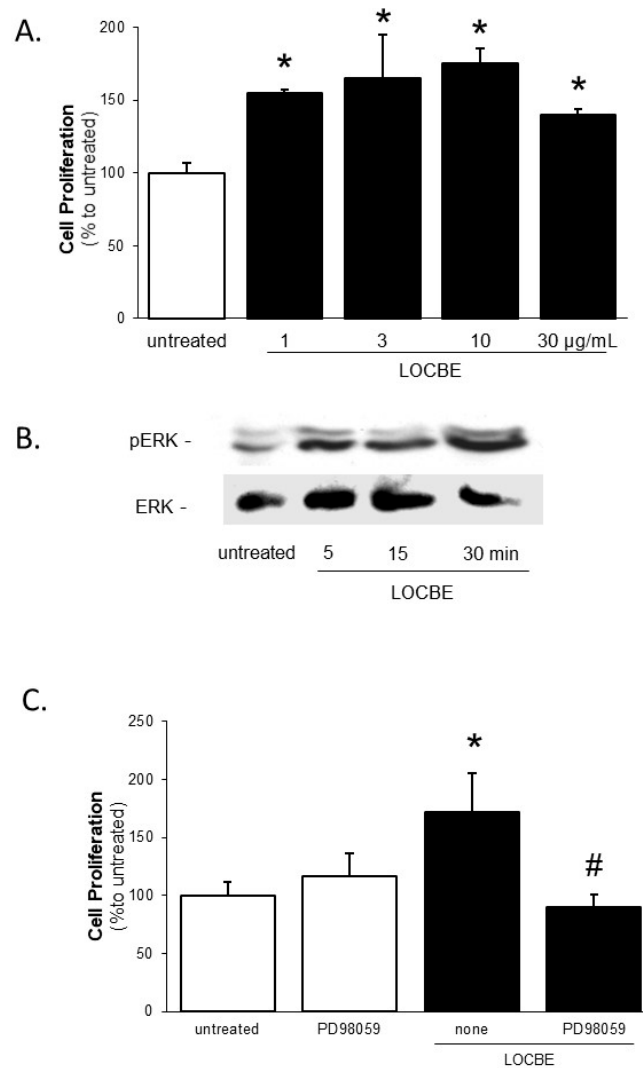 A.
Cell Proliferation
(% to untreated)
200
150
100
50
0
*
*
*
*
untreated
1
3
10
30 µg/mL
LOCBE
B.
pERK -
ERK -
untreated
5
15
30 min
LOCBE
C.
Cell Proliferation
(%to untreated)
250
200
150
100
50
0
*
#
untreated
PD98059
none
PD98059
LOCBE